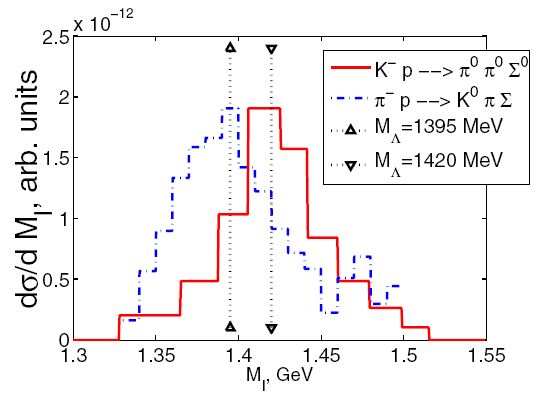 x 10⁻¹²
2.5
2
1.5
1
0.5
0
dσ/d M_I, arb. units
K⁻ p −−> π⁰ π⁰ Σ⁰
π⁻ p −−> K⁰ π Σ
M_Λ=1395 MeV
M_Λ=1420 MeV
1.3 1.35 1.4 1.45 1.5 1.55
M_I, GeV